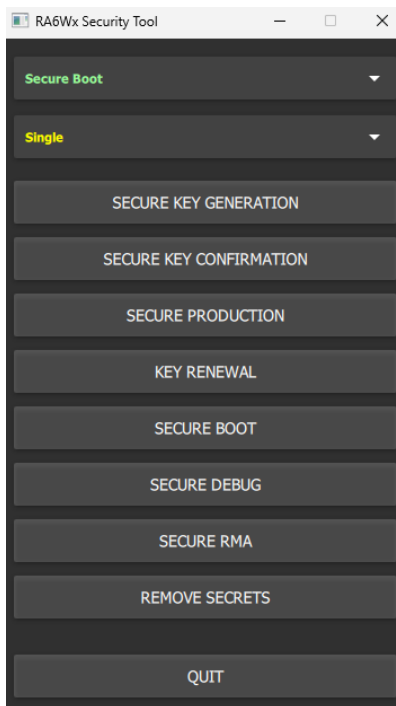 RA6Wx Security Tool
Secure Boot
Single
SECURE KEY GENERATION
SECURE KEY CONFIRMATION
SECURE PRODUCTION
KEY RENEWAL
SECURE BOOT
SECURE DEBUG
SECURE RMA
REMOVE SECRETS
QUIT